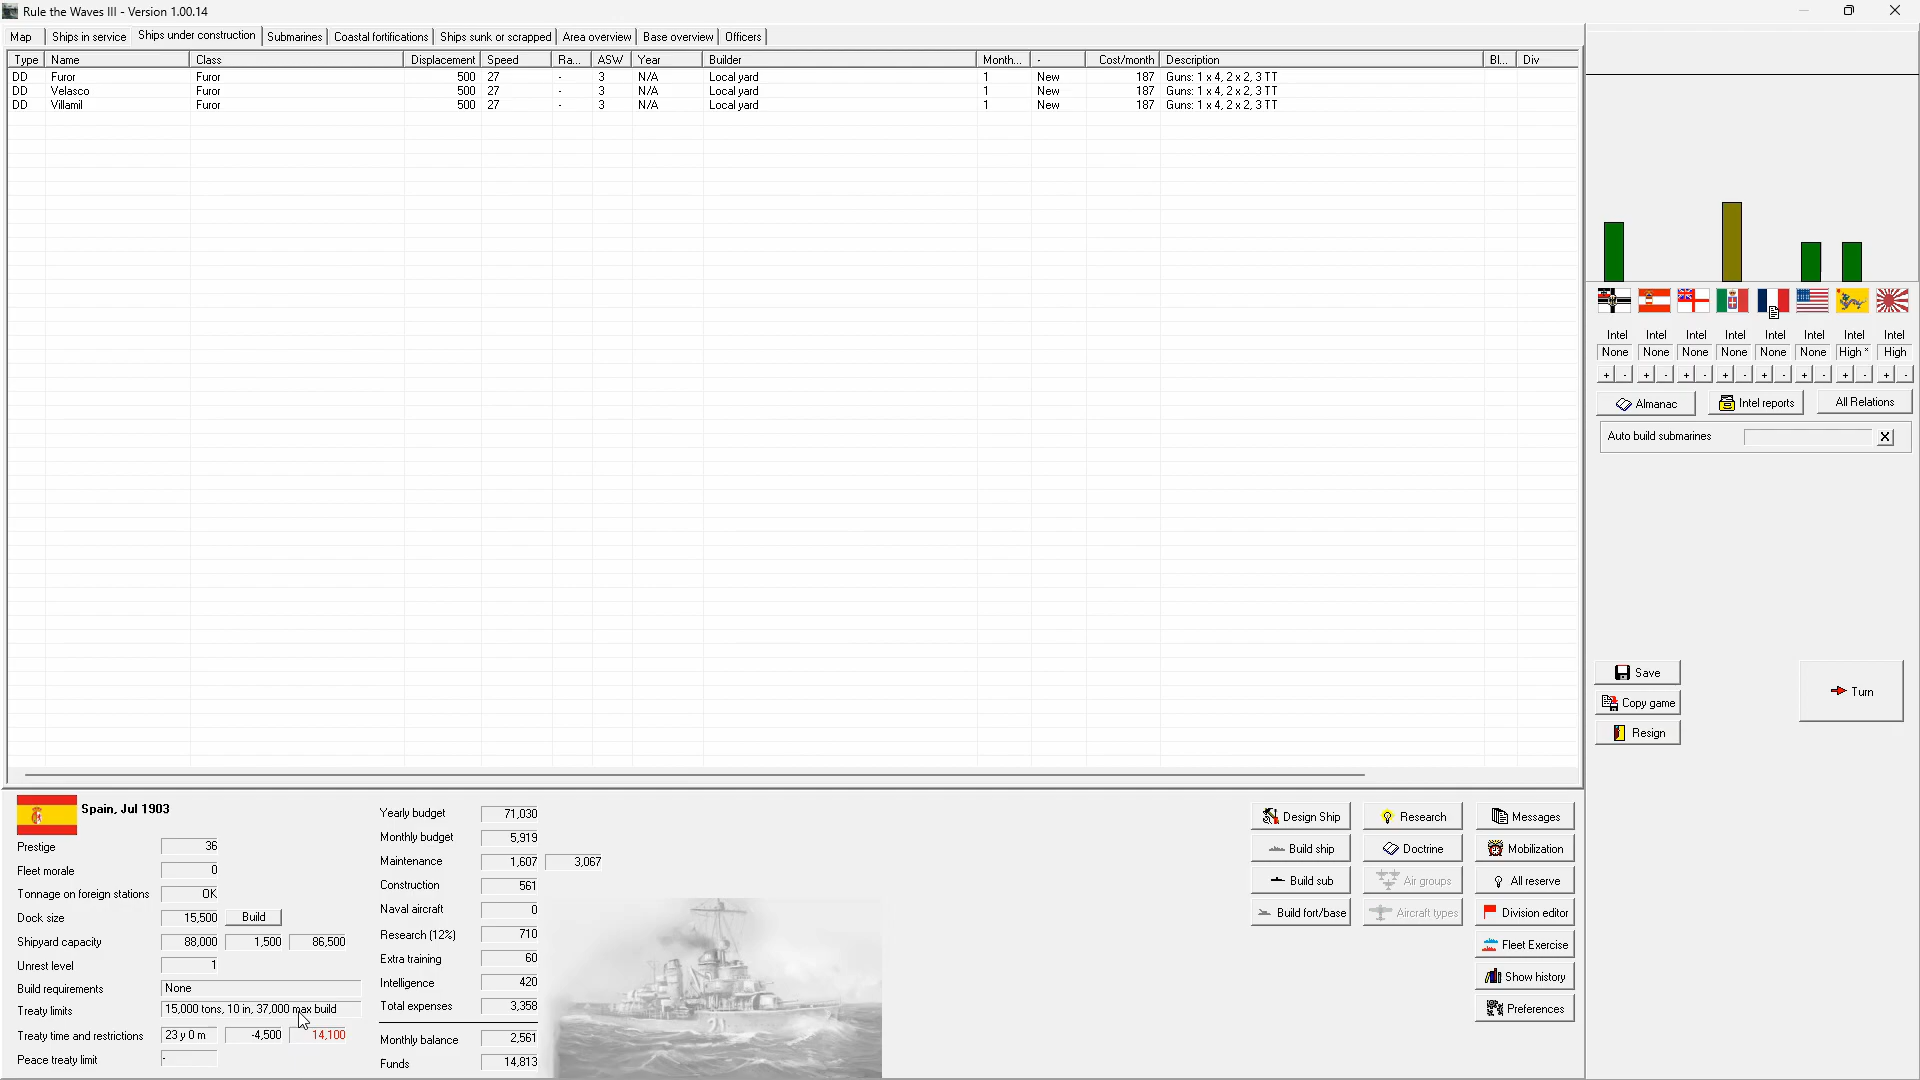 Rule the Waves III - Version 1.00.14
Map Ships in service Ships under construction Submarines Coastal fortifications Ships sunk or scrapped Area overview Base overview Officers
Type Name Class Displacement Speed Ra... ASW Year Builder Month... - Cost/month Description Bl... Div
DD Furor Furor 500 27 - 3 N/A Local yard 1 New 187 Guns: 1 x 4, 2 x 2, 3 TT
DD Velasco Furor 500 27 - 3 N/A Local yard 1 New 187 Guns: 1 x 4, 2 x 2, 3 TT
DD Villamil Furor 500 27 - 3 N/A Local yard 1 New 187 Guns: 1 x 4, 2 x 2, 3 TT
Intel Intel Intel Intel Intel Intel Intel Intel
None None None None None None High * High
+ - + - + - + - + - + - + - + -
Almanac Intel reports All Relations
Auto build submarines X
Save
Copy game
Resign
Turn
Spain, Jul 1903
Prestige 36
Fleet morale 0
Tonnage on foreign stations OK
Dock size 15,500 Build
Shipyard capacity 88,000 1,500 86,500
Unrest level 1
Build requirements None
Treaty limits 15,000 tons, 10 in, 37,000 max build
Treaty time and restrictions 23 y 0 m -4,500 14,100
Peace treaty limit -
Yearly budget 71,030
Monthly budget 5,919
Maintenance 1,607 3,067
Construction 561
Naval aircraft 0
Research (12%) 710
Extra training 60
Intelligence 420
Total expenses 3,358
Monthly balance 2,561
Funds 14,813
Design Ship Research Messages
Build ship Doctrine Mobilization
Build sub Air groups All reserve
Build fort/base Aircraft types Division editor
Fleet Exercise
Show history
Preferences